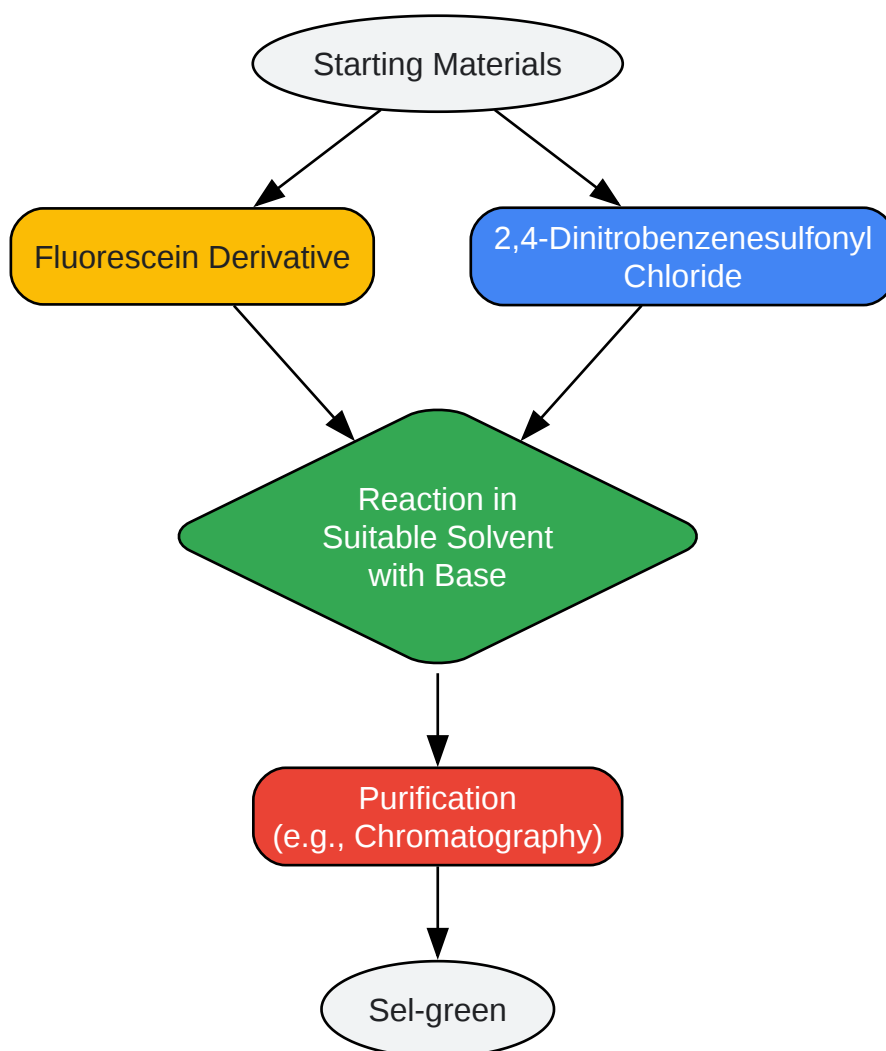 Starting Materials
Fluorescein Derivative
2,4-Dinitrobenzenesulfonyl
Chloride
Reaction in
Suitable Solvent
with Base
Purification
(e.g., Chromatography)
Sel-green